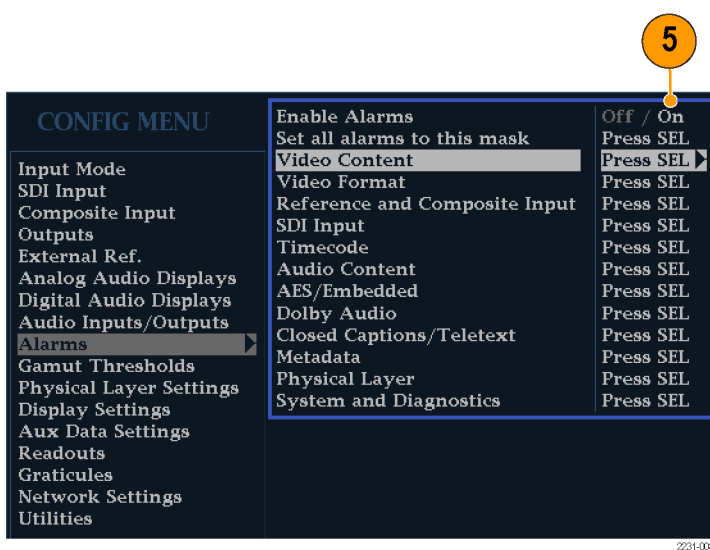 5
CONFIG MENU
Input Mode
SDI Input
Composite Input
Outputs
External Ref.
Analog Audio Displays
Digital Audio Displays
Audio Inputs/Outputs
Alarms
Gamut Thresholds
Physical Layer Settings
Display Settings
Aux Data Settings
Readouts
Graticules
Network Settings
Utilities
Enable Alarms Off / On
Set all alarms to this mask Press SEL
Video Content Press SEL
Video Format Press SEL
Reference and Composite Input Press SEL
SDI Input Press SEL
Timecode Press SEL
Audio Content Press SEL
AES/Embedded Press SEL
Dolby Audio Press SEL
Closed Captions/Teletext Press SEL
Metadata Press SEL
Physical Layer Press SEL
System and Diagnostics Press SEL